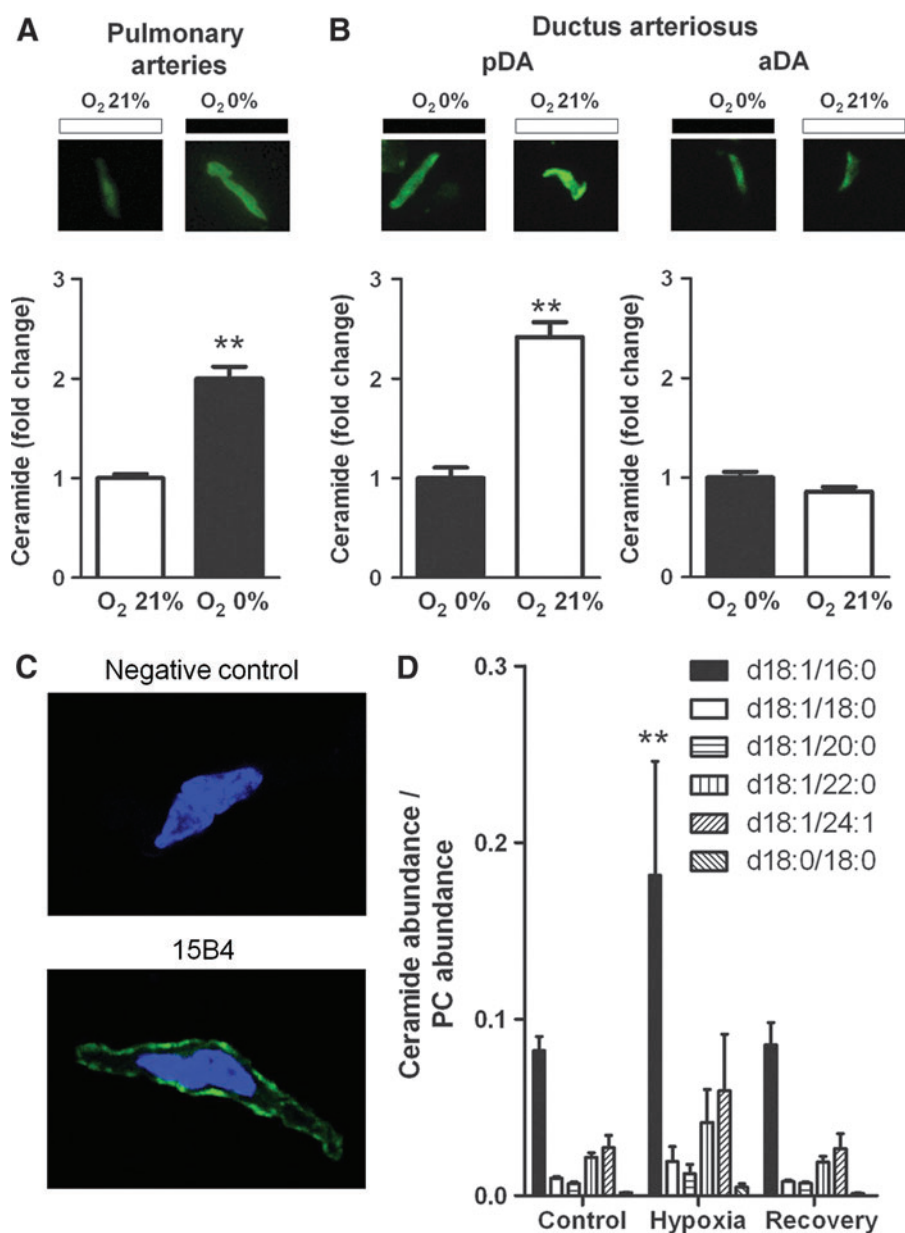 A
Pulmonary
arteries
O2 21%
O2 0%
**
3
2
1
0
Ceramide (fold change)
O2 21%
O2 0%
B
Ductus arteriosus
pDA
aDA
O2 0%
O2 21%
O2 0%
O2 21%
**
3
2
1
0
Ceramide (fold change)
O2 0%
O2 21%
3
2
1
0
Ceramide (fold change)
O2 0%
O2 21%
C
Negative control
15B4
D
0.3
0.2
0.1
0.0
Ceramide abundance /
PC abundance
**
d18:1/16:0
d18:1/18:0
d18:1/20:0
d18:1/22:0
d18:1/24:1
d18:0/18:0
Control
Hypoxia
Recovery